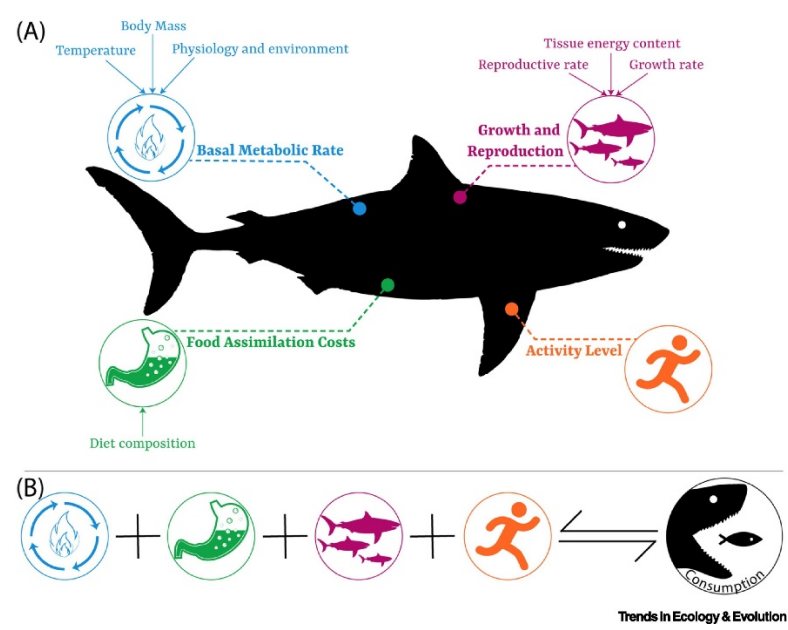 (A)
Body Mass
Temperature
Physiology and environment
Basal Metabolic Rate
Tissue energy content
Reproductive rate
Growth rate
Growth and
Reproduction
Food Assimilation Costs
Diet composition
Activity Level
(B)
Consumption
Trends in Ecology & Evolution